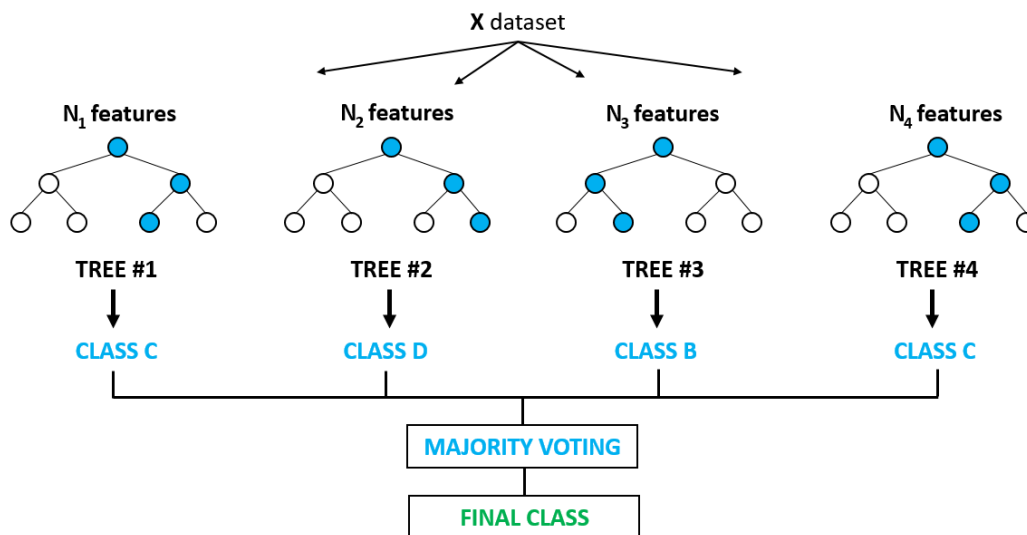 X dataset
N₁ features
N₂ features
N₃ features
N₄ features
TREE #1
TREE #2
TREE #3
TREE #4
CLASS C
CLASS D
CLASS B
CLASS C
MAJORITY VOTING
FINAL CLASS